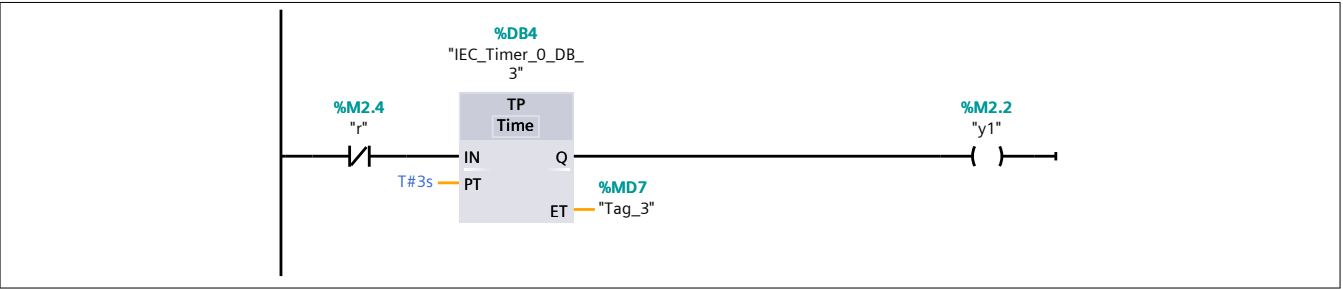 %DB4
"IEC_Timer_0_DB_
3"
TP
Time
%M2.4
"r"
%M2.2
"y1"
IN
Q
T#3s
PT
%MD7
ET
"Tag_3"